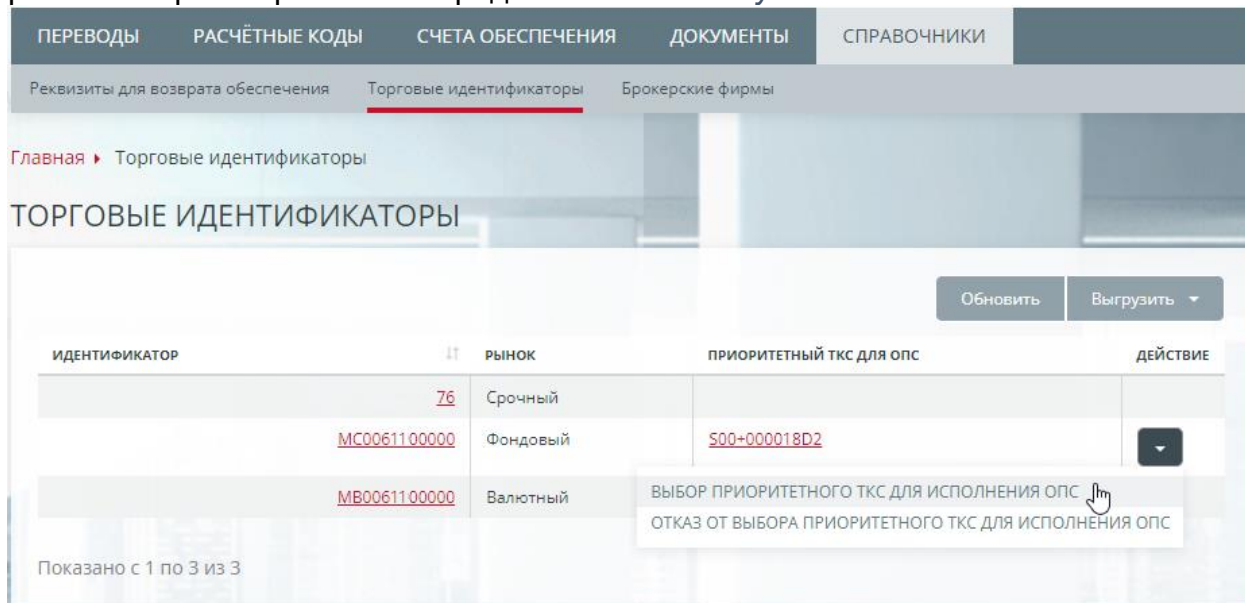 ПЕРЕВОДЫ РАСЧЁТНЫЕ КОДЫ СЧЕТА ОБЕСПЕЧЕНИЯ ДОКУМЕНТЫ СПРАВОЧНИКИ
Реквизиты для возврата обеспечения Торговые идентификаторы Брокерские фирмы
Главная Торговые идентификаторы
ТОРГОВЫЕ ИДЕНТИФИКАТОРЫ
Обновить Выгрузить
ИДЕНТИФИКАТОР РЫНОК ПРИОРИТЕТНЫЙ ТКС ДЛЯ ОПС ДЕЙСТВИЕ
76 Срочный
MC0061100000 Фондовый S00+000018D2
MB0061100000 Валютный
ВЫБОР ПРИОРИТЕТНОГО ТКС ДЛЯ ИСПОЛНЕНИЯ ОПС
ОТКАЗ ОТ ВЫБОРА ПРИОРИТЕТНОГО ТКС ДЛЯ ИСПОЛНЕНИЯ ОПС
Показано с 1 по 3 из 3